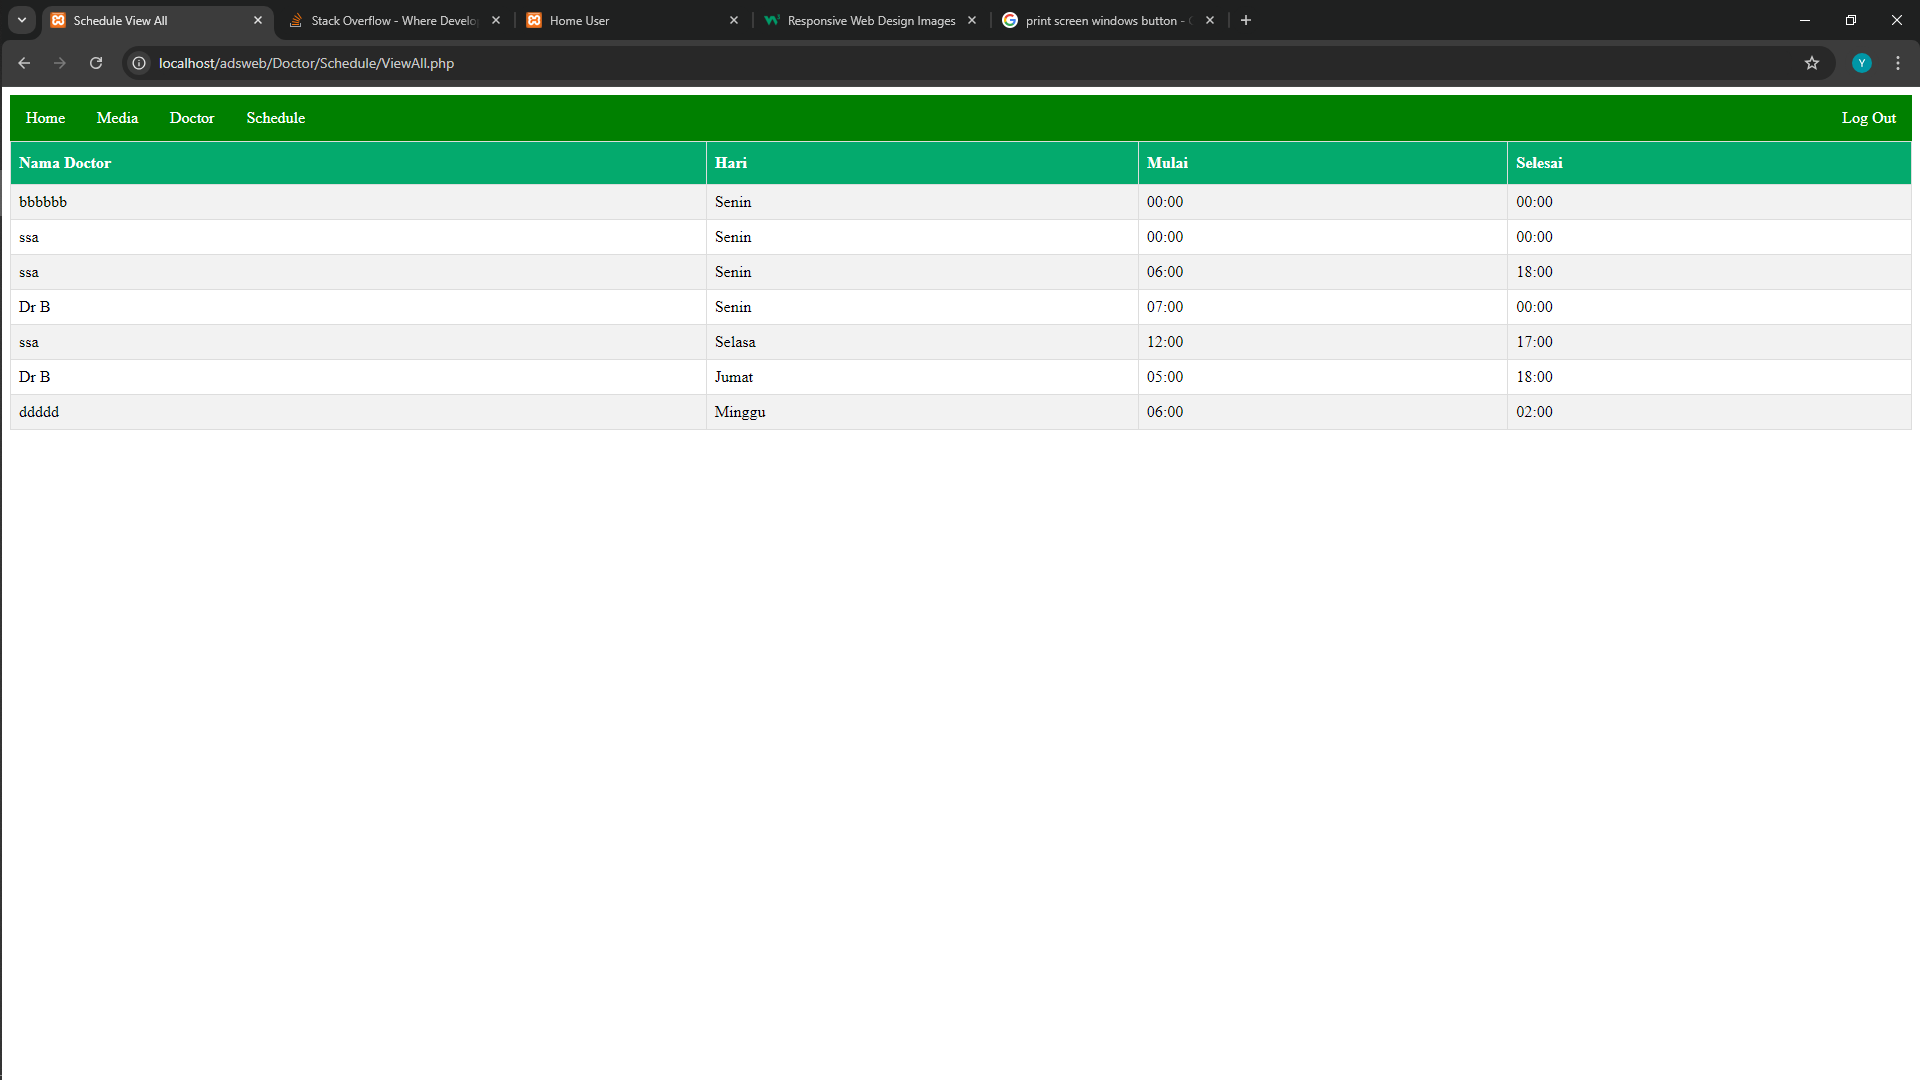 Schedule View All
Stack Overflow - Where Develo
Home User
Responsive Web Design Images
print screen windows button -
localhost/adsweb/Doctor/Schedule/ViewAll.php
Y
Home Media Doctor Schedule Log Out
Nama Doctor Hari Mulai Selesai
bbbbbb Senin 00:00 00:00
ssa Senin 00:00 00:00
ssa Senin 06:00 18:00
Dr B Senin 07:00 00:00
ssa Selasa 12:00 17:00
Dr B Jumat 05:00 18:00
ddddd Minggu 06:00 02:00